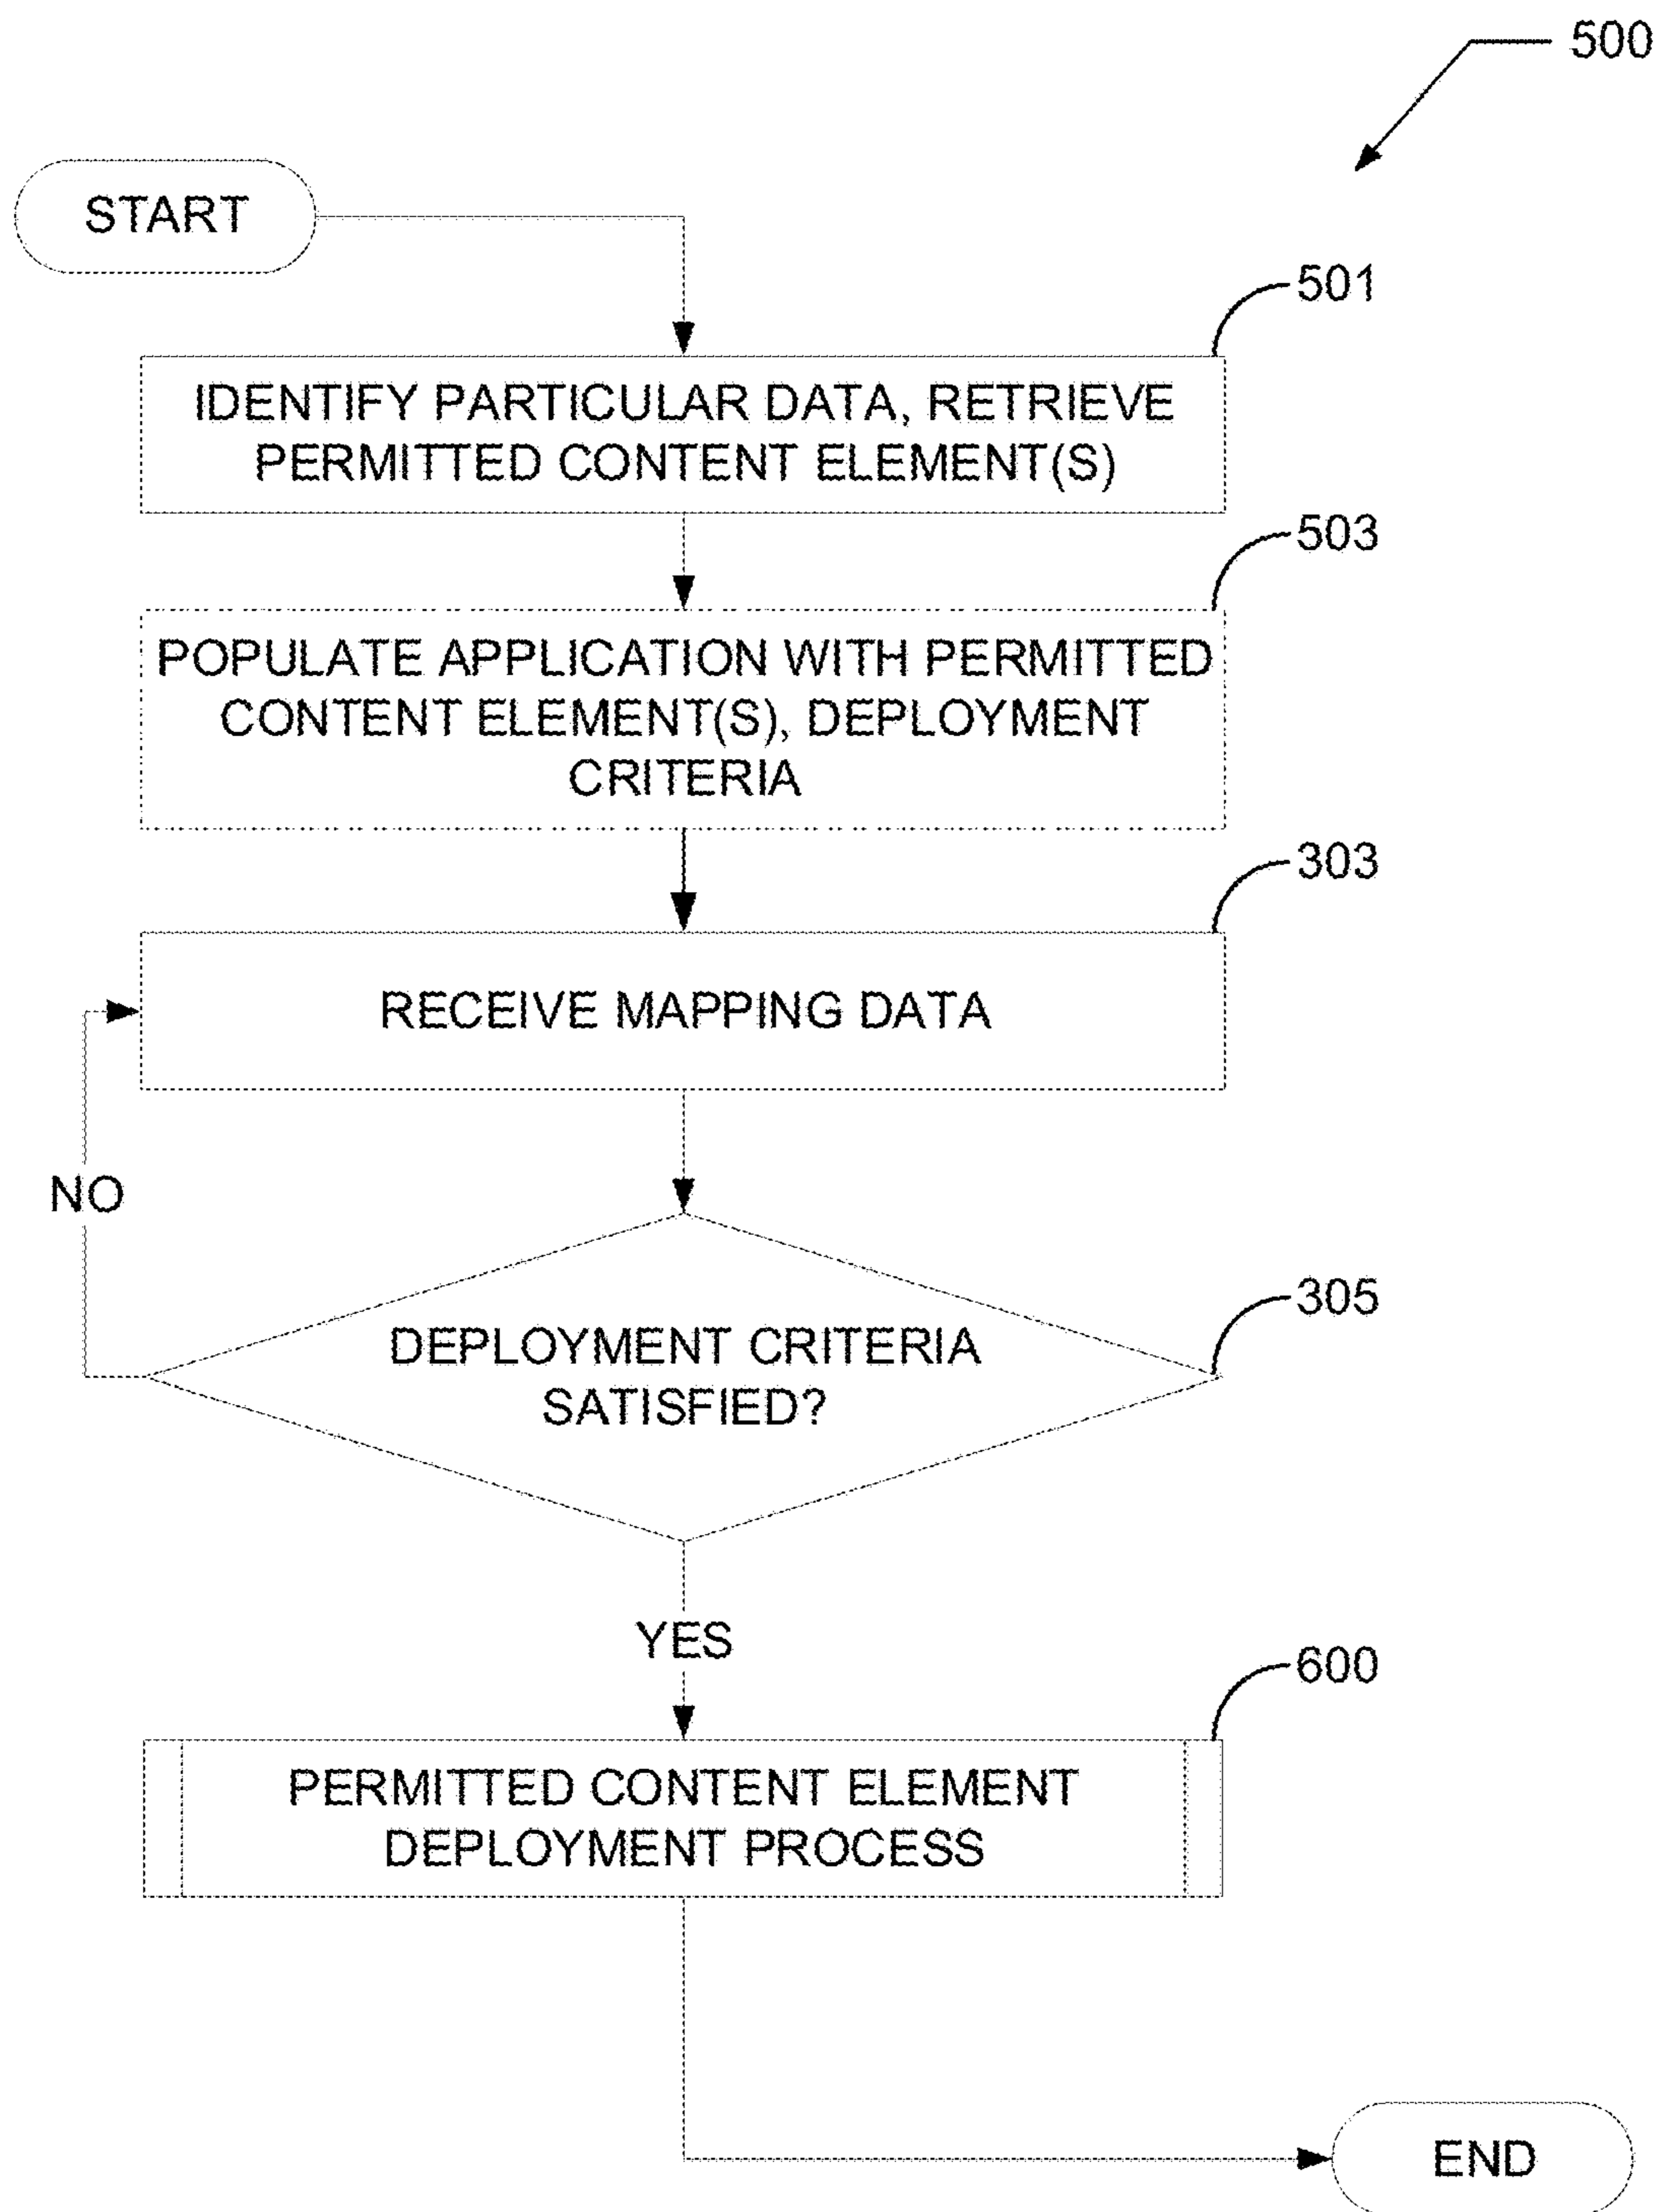 500
START
501
IDENTIFY PARTICULAR DATA, RETRIEVE
PERMITTED CONTENT ELEMENT(S)
503
POPULATE APPLICATION WITH PERMITTED
CONTENT ELEMENT(S), DEPLOYMENT
CRITERIA
303
RECEIVE MAPPING DATA
NO
305
DEPLOYMENT CRITERIA
SATISFIED?
YES
600
PERMITTED CONTENT ELEMENT
DEPLOYMENT PROCESS
END